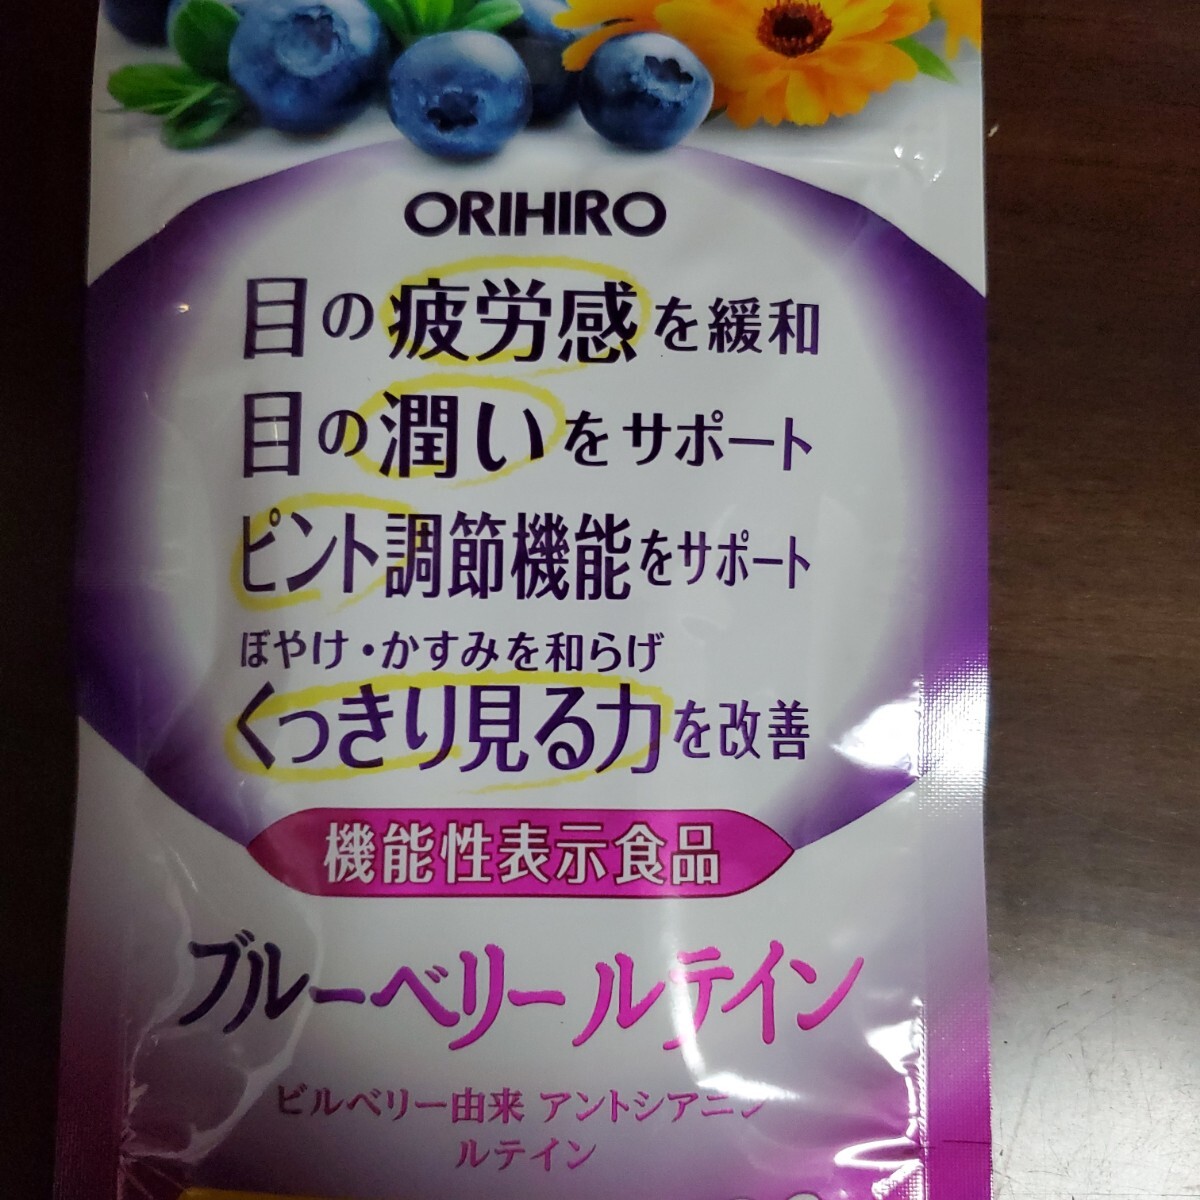 ORIHIRO
目の疲労感を緩和
目の潤いをサポート
ピント調節機能をサポート
ぼやけ・かすみを和らげ
くっきり見る力を改善
機能性表示食品
ブルーベリールテイン
ビルベリー由来 アントシアニン
ルテイン